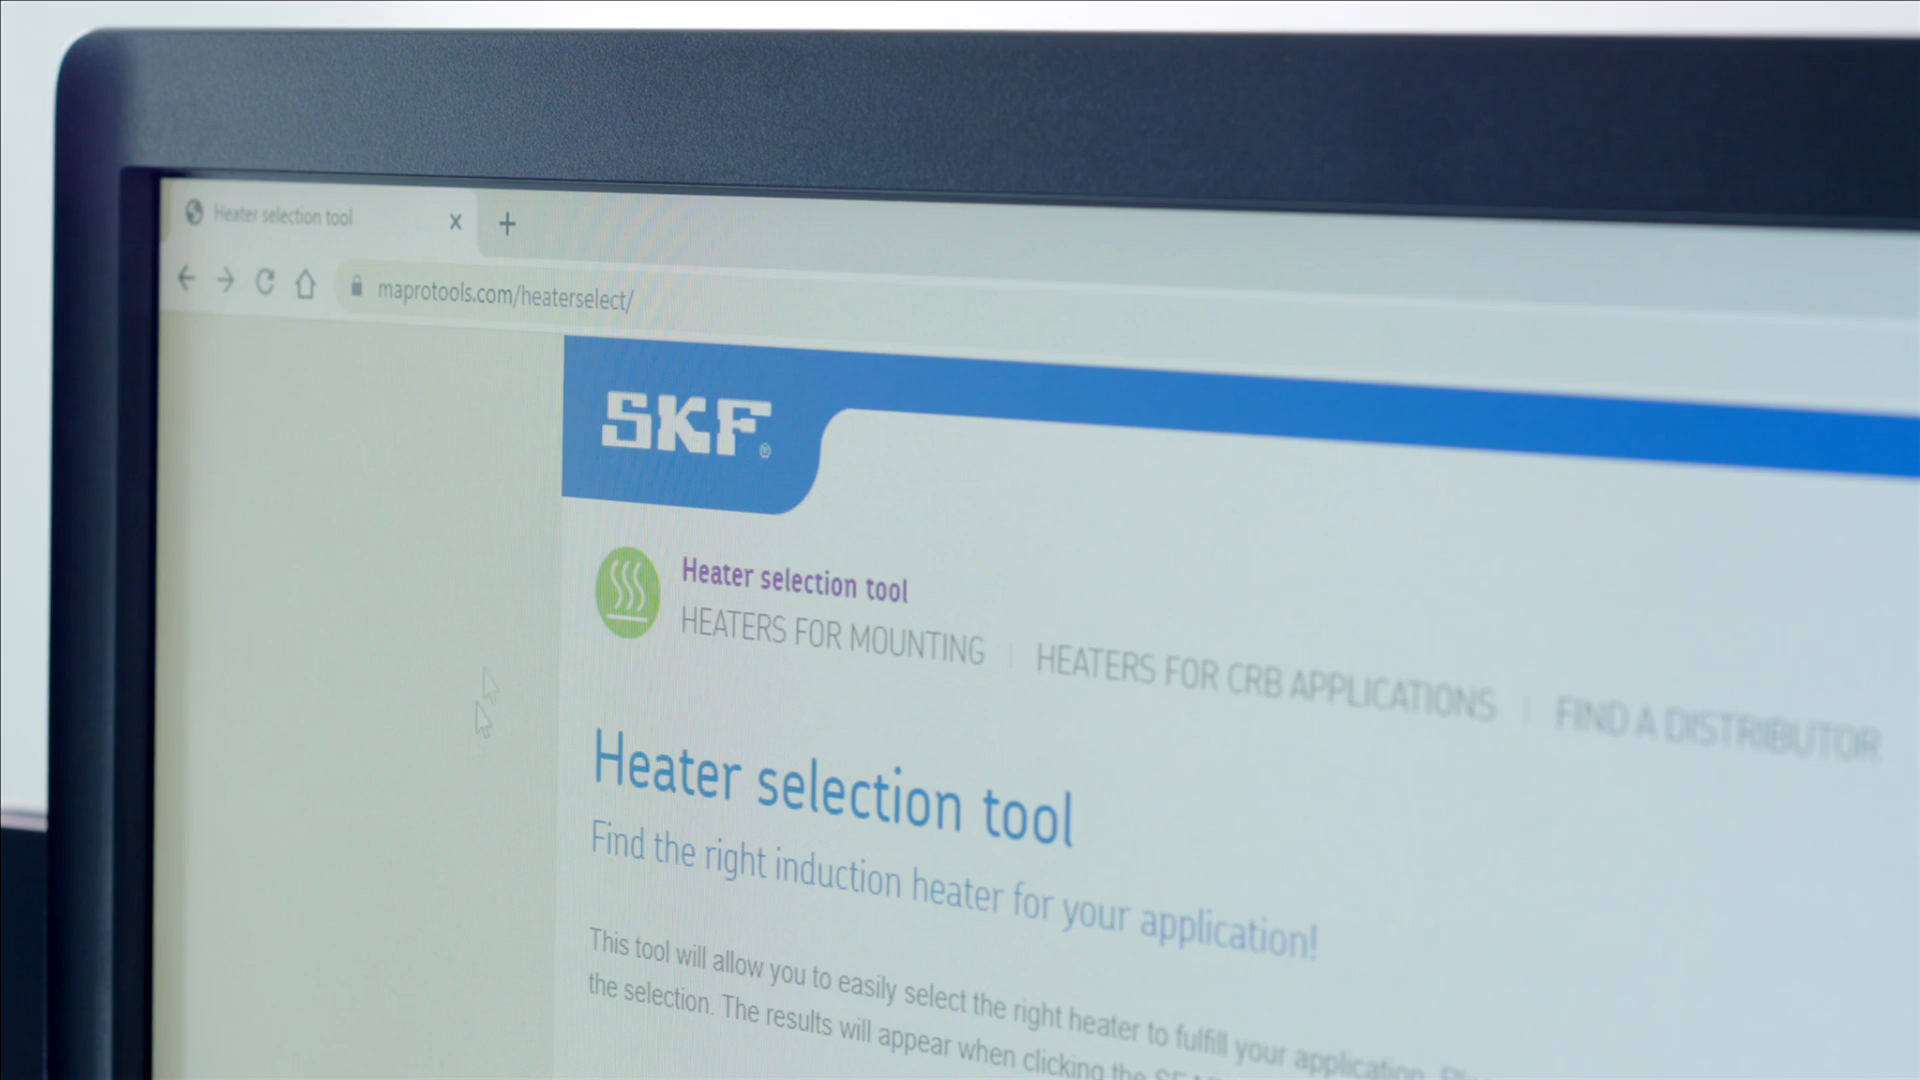 Heater selection tool
maprotools.com/heaterselect/
SKF®
Heater selection tool
HEATERS FOR MOUNTING | HEATERS FOR CRB APPLICATIONS | FIND A DISTRIBUTOR
Heater selection tool
Find the right induction heater for your application!
This tool will allow you to easily select the right heater to fulfill your application.
the selection. The results will appear when clicking the